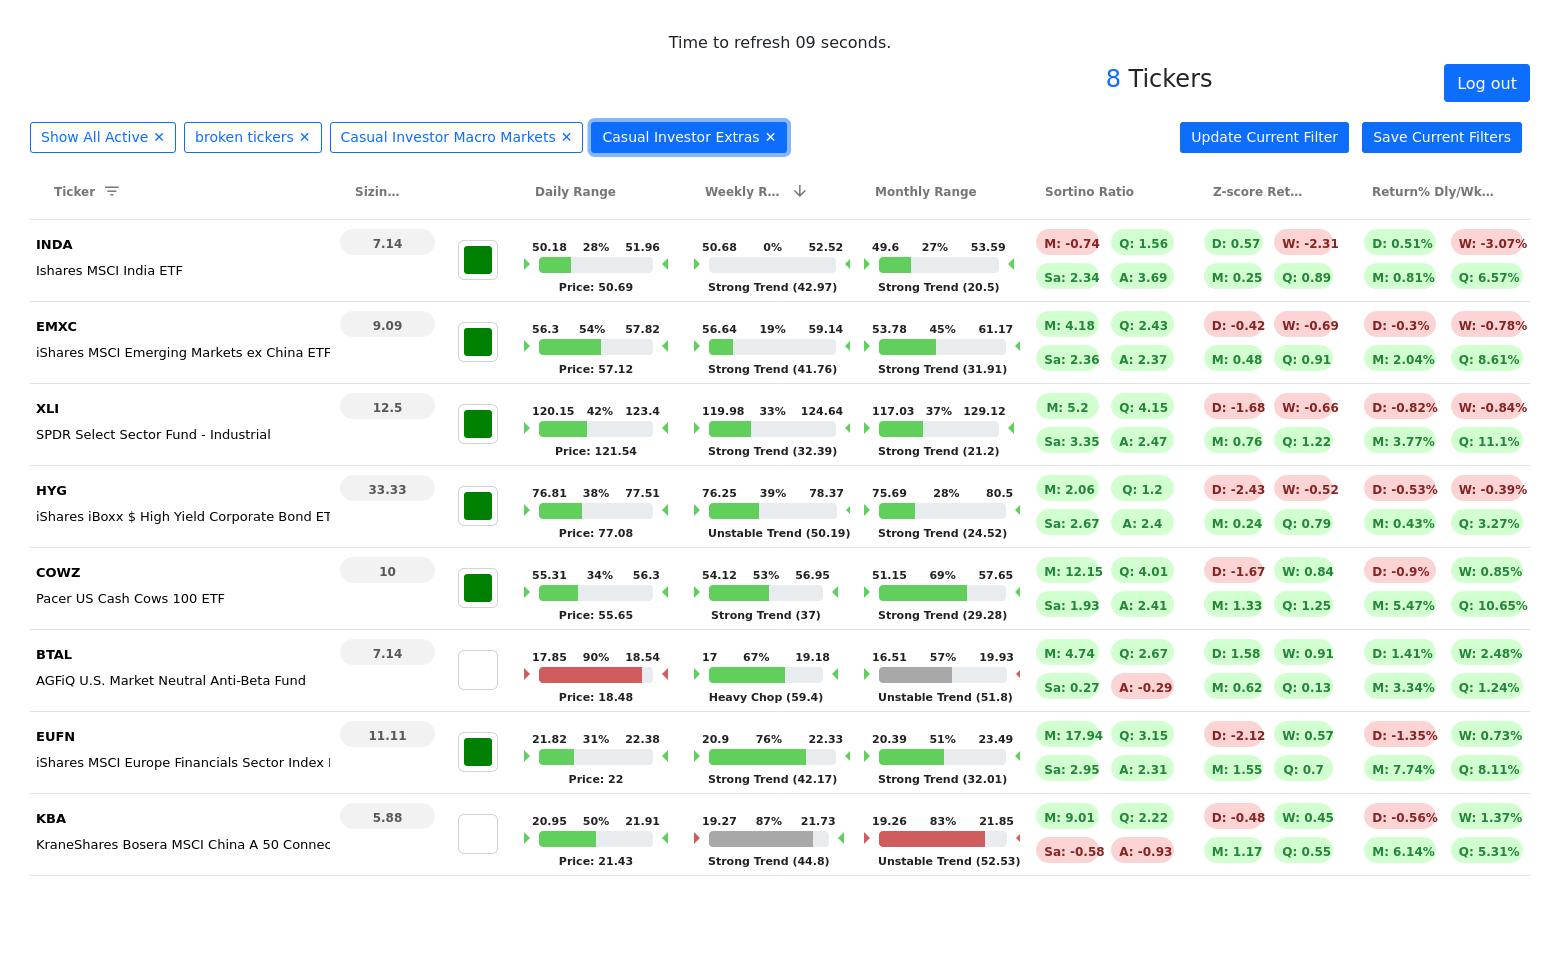 Time to refresh 09 seconds.
8 Tickers
Log out
Show All Active ✕ broken tickers ✕ Casual Investor Macro Markets ✕ Casual Investor Extras ✕ Update Current Filter Save Current Filters
Ticker Sizin… Daily Range Weekly R… Monthly Range Sortino Ratio Z-score Ret… Return% Dly/Wk…
INDA 7.14 50.18 28% 51.96 50.68 0% 52.52 49.6 27% 53.59 M: -0.74 Q: 1.56 D: 0.57 W: -2.31 D: 0.51% W: -3.07%
Ishares MSCI India ETF Price: 50.69 Strong Trend (42.97) Strong Trend (20.5) Sa: 2.34 A: 3.69 M: 0.25 Q: 0.89 M: 0.81% Q: 6.57%
EMXC 9.09 56.3 54% 57.82 56.64 19% 59.14 53.78 45% 61.17 M: 4.18 Q: 2.43 D: -0.42 W: -0.69 D: -0.3% W: -0.78%
iShares MSCI Emerging Markets ex China ETF Price: 57.12 Strong Trend (41.76) Strong Trend (31.91) Sa: 2.36 A: 2.37 M: 0.48 Q: 0.91 M: 2.04% Q: 8.61%
XLI 12.5 120.15 42% 123.4 119.98 33% 124.64 117.03 37% 129.12 M: 5.2 Q: 4.15 D: -1.68 W: -0.66 D: -0.82% W: -0.84%
SPDR Select Sector Fund - Industrial Price: 121.54 Strong Trend (32.39) Strong Trend (21.2) Sa: 3.35 A: 2.47 M: 0.76 Q: 1.22 M: 3.77% Q: 11.1%
HYG 33.33 76.81 38% 77.51 76.25 39% 78.37 75.69 28% 80.5 M: 2.06 Q: 1.2 D: -2.43 W: -0.52 D: -0.53% W: -0.39%
iShares iBoxx $ High Yield Corporate Bond ET Price: 77.08 Unstable Trend (50.19) Strong Trend (24.52) Sa: 2.67 A: 2.4 M: 0.24 Q: 0.79 M: 0.43% Q: 3.27%
COWZ 10 55.31 34% 56.3 54.12 53% 56.95 51.15 69% 57.65 M: 12.15 Q: 4.01 D: -1.67 W: 0.84 D: -0.9% W: 0.85%
Pacer US Cash Cows 100 ETF Price: 55.65 Strong Trend (37) Strong Trend (29.28) Sa: 1.93 A: 2.41 M: 1.33 Q: 1.25 M: 5.47% Q: 10.65%
BTAL 7.14 17.85 90% 18.54 17 67% 19.18 16.51 57% 19.93 M: 4.74 Q: 2.67 D: 1.58 W: 0.91 D: 1.41% W: 2.48%
AGFiQ U.S. Market Neutral Anti-Beta Fund Price: 18.48 Heavy Chop (59.4) Unstable Trend (51.8) Sa: 0.27 A: -0.29 M: 0.62 Q: 0.13 M: 3.34% Q: 1.24%
EUFN 11.11 21.82 31% 22.38 20.9 76% 22.33 20.39 51% 23.49 M: 17.94 Q: 3.15 D: -2.12 W: 0.57 D: -1.35% W: 0.73%
iShares MSCI Europe Financials Sector Index Price: 22 Strong Trend (42.17) Strong Trend (32.01) Sa: 2.95 A: 2.31 M: 1.55 Q: 0.7 M: 7.74% Q: 8.11%
KBA 5.88 20.95 50% 21.91 19.27 87% 21.73 19.26 83% 21.85 M: 9.01 Q: 2.22 D: -0.48 W: 0.45 D: -0.56% W: 1.37%
KraneShares Bosera MSCI China A 50 Connec Price: 21.43 Strong Trend (44.8) Unstable Trend (52.53) Sa: -0.58 A: -0.93 M: 1.17 Q: 0.55 M: 6.14% Q: 5.31%